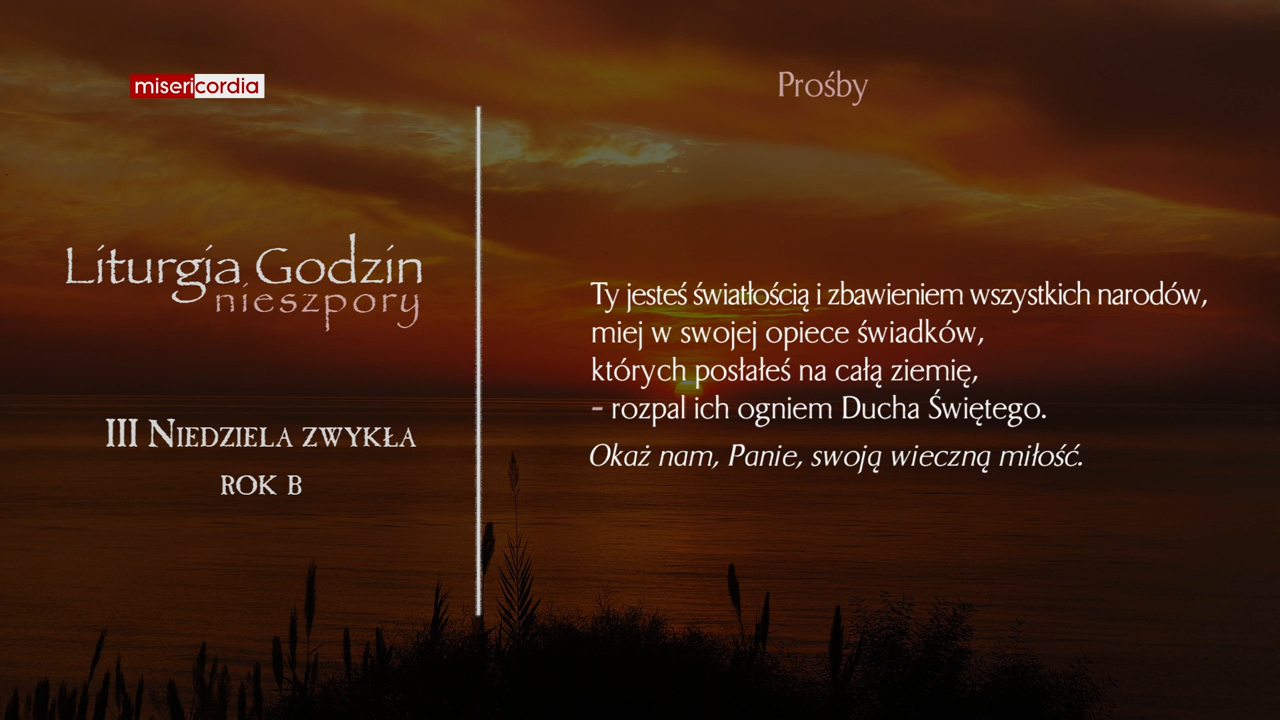 misericordia
Prośby
Liturgia Godzin
nieszpory
III Niedziela zwykła
rok B
Ty jesteś światłością i zbawieniem wszystkich narodów,
miej w swojej opiece świadków,
których posłałeś na całą ziemię,
- rozpal ich ogniem Ducha Świętego.
Okaż nam, Panie, swoją wieczną miłość.